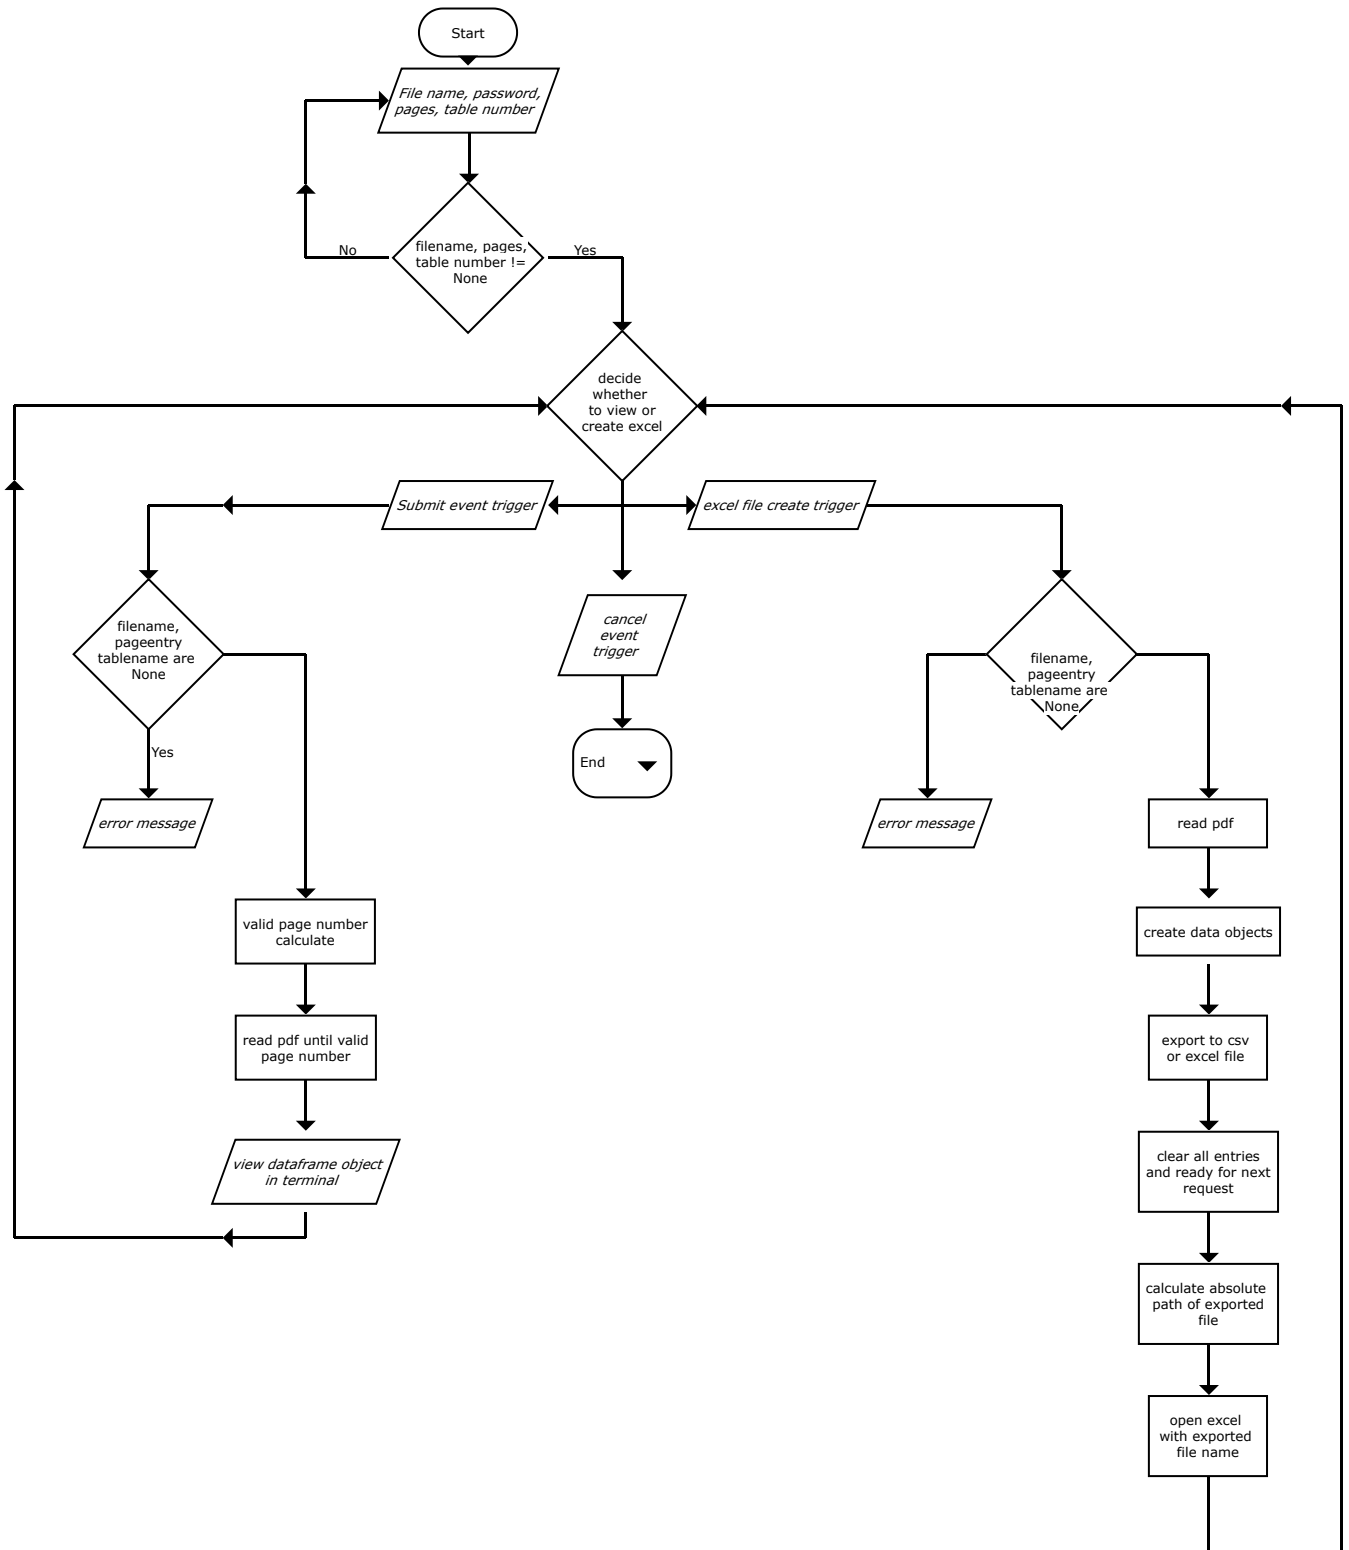 Start
File name, password,
pages, table number
No
filename, pages,
table number !=
None
Yes
decide
whether
to view or
create excel
Submit event trigger
excel file create trigger
filename,
pageentry
tablename are
None
cancel
event
trigger
filename,
pageentry
tablename are
None
Yes
End
error message
error message
read pdf
valid page number
calculate
create data objects
read pdf until valid
page number
export to csv
or excel file
view dataframe object
in terminal
clear all entries
and ready for next
request
calculate absolute
path of exported
file
open excel
with exported
file name